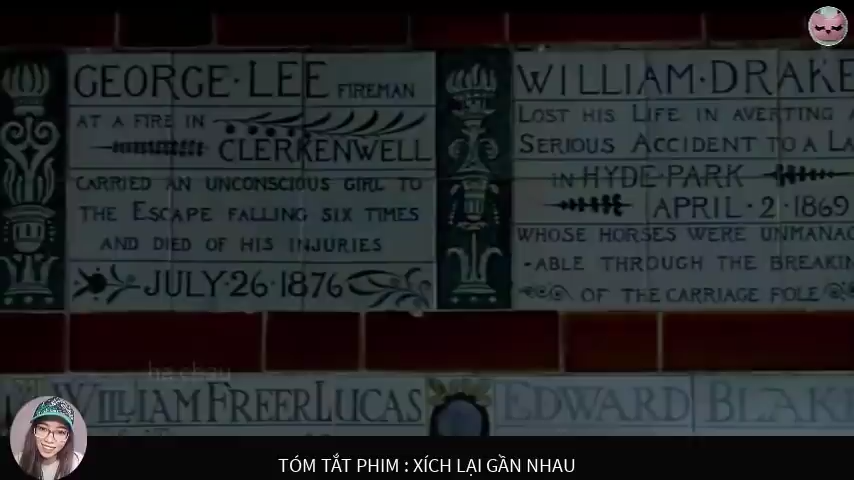 GEORGE·LEE FIREMAN
AT A FIRE IN
CLERKENWELL
CARRIED AN UNCONSCIOUS GIRL TO
THE ESCAPE FALLING SIX TIMES
AND DIED OF HIS INJURIES
JULY·26·1876
WILLIAM·DRAKE
LOST HIS LIFE IN AVERTING A
SERIOUS ACCIDENT TO A LA
IN HYDE·PARK
APRIL·2·1869
WHOSE HORSES WERE UNMANAG
-ABLE THROUGH THE BREAKIN
OF THE CARRIAGE POLE
ha chau
WILLIAM FREER LUCAS
EDWARD BLAKE
TÓM TẮT PHIM : XÍCH LẠI GẦN NHAU